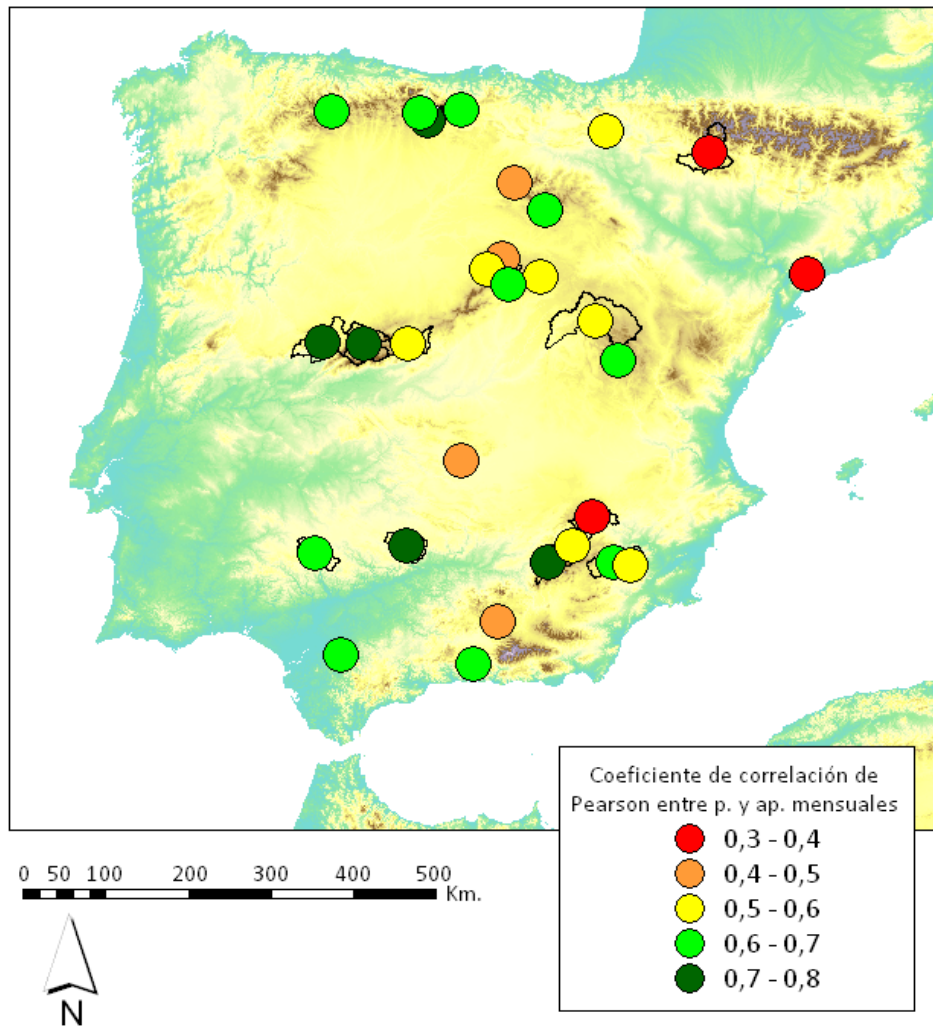 Coeficiente de correlación de
Pearson entre p. y ap. mensuales
0,3 - 0,4
0,4 - 0,5
0,5 - 0,6
0,6 - 0,7
0,7 - 0,8
0 50 100 200 300 400 500
Km.
N